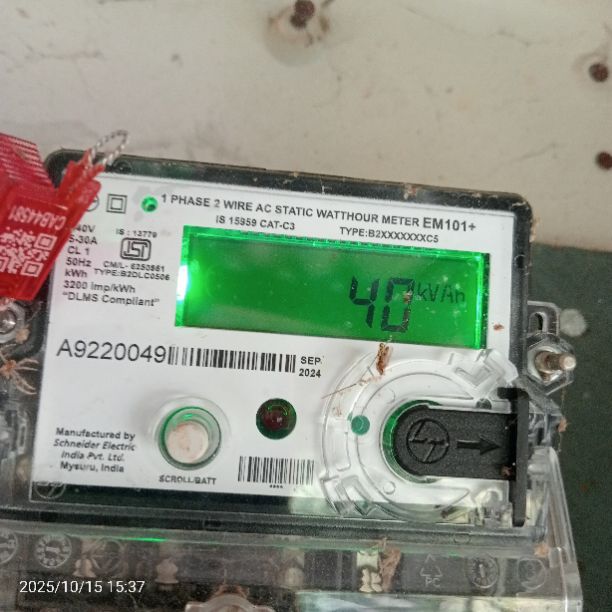 1 PHASE 2 WIRE AC STATIC WATTHOUR METER EM101+
IS 15959 CAT-C3 TYPE:B2XXXXXXXC5
IS : 13779
5-30A
CL 1
50Hz
CM/L- 6250951
kWh TYPE:B2DLC0506
3200 imp/kWh
"DLMS Compliant"
40 kVAh
A9220049
SEP
2024
Manufactured by
Schneider Electric
India Pvt. Ltd.
Mysuru, India
SCROLL/BATT
CAB44581
2025/10/15 15:37